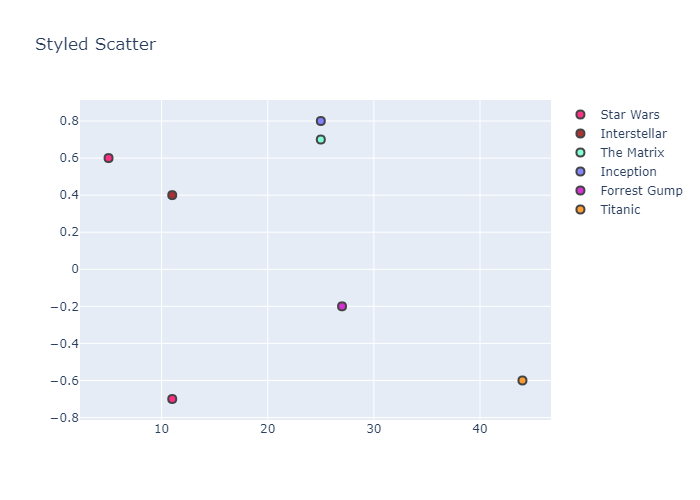 Styled Scatter
0.8
0.6
0.4
0.2
0
−0.2
−0.4
−0.6
−0.8
10 20 30 40
Star Wars
Interstellar
The Matrix
Inception
Forrest Gump
Titanic